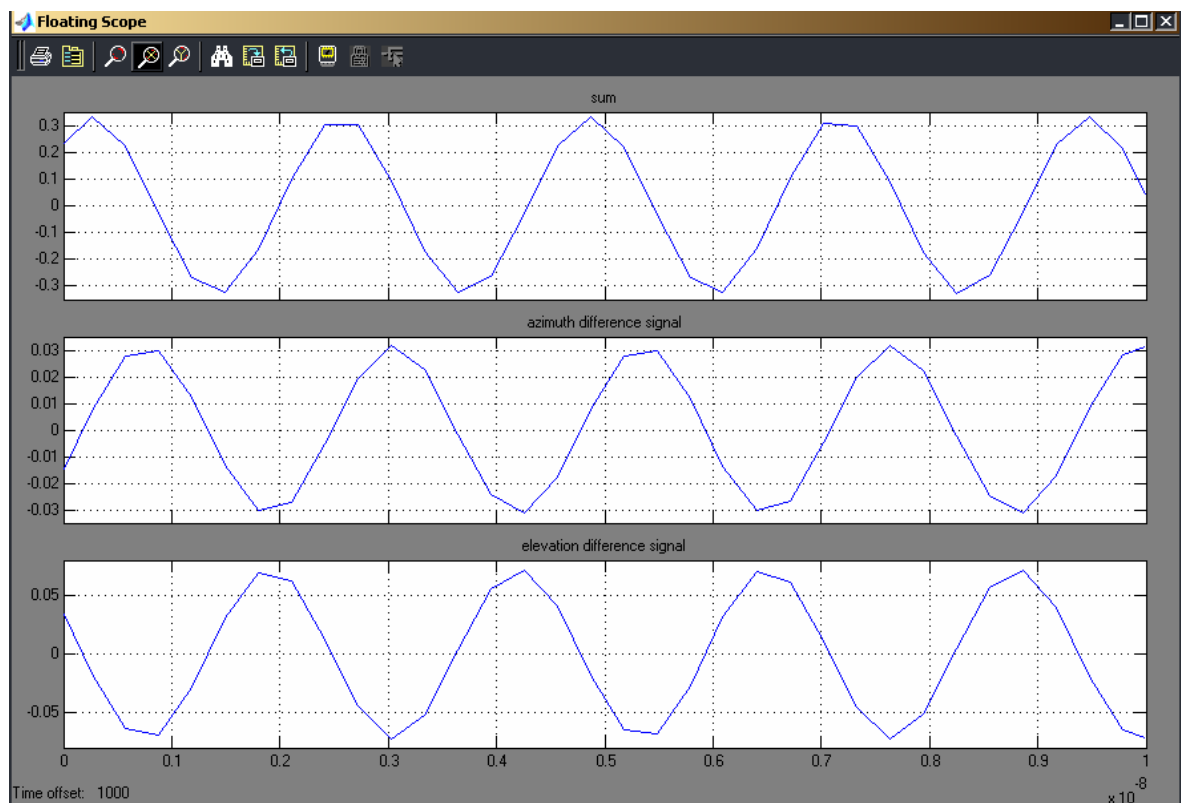 Floating Scope
sum
0.3
0.2
0.1
0
-0.1
-0.2
-0.3
azimuth difference signal
0.03
0.02
0.01
0
-0.01
-0.02
-0.03
elevation difference signal
0.05
0
-0.05
0 0.1 0.2 0.3 0.4 0.5 0.6 0.7 0.8 0.9 1
x 10 -8
Time offset: 1000